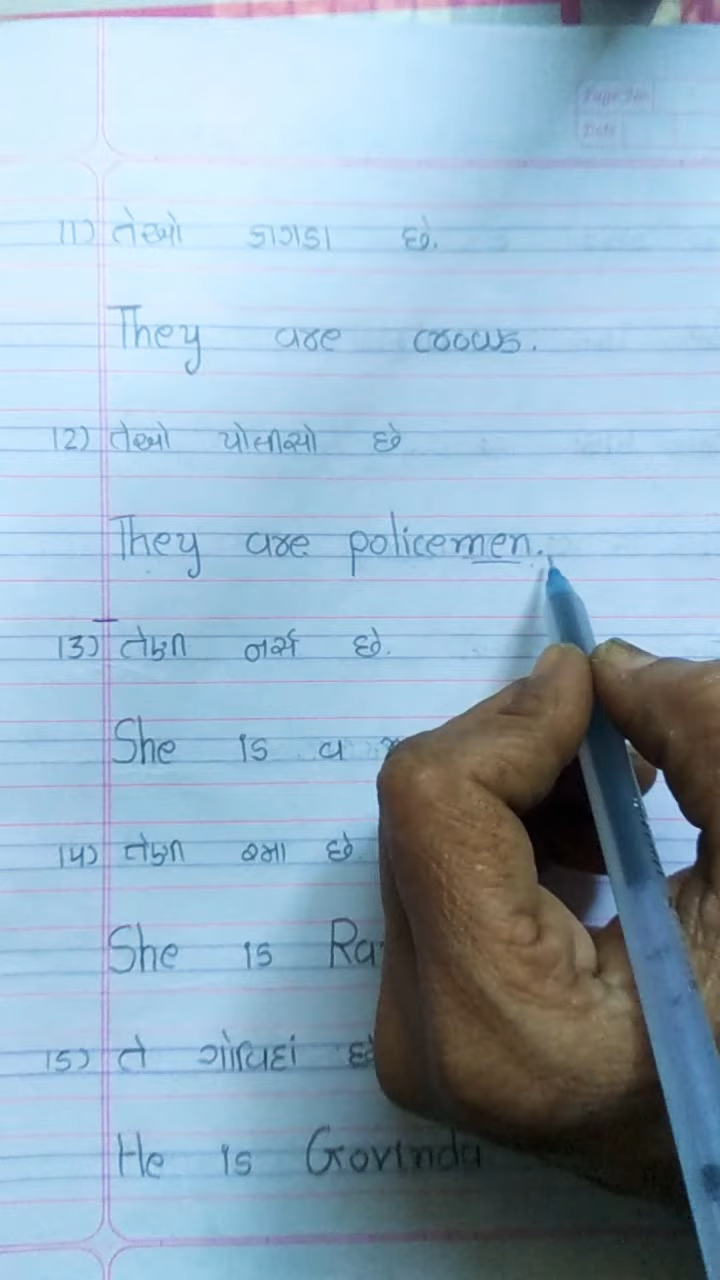 11) તેઓ કાગડા છે.
They are crows.
12) તેઓ પોલીસો છે
They are policemen.
13) તેણી નર્સ છે.
She is a
14) તેણી રમા છે
She is
15) તે ગોવિંદા છે
He is Govinda